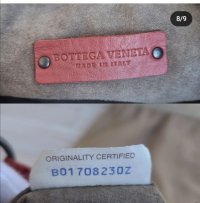 8/9
BOTTEGA VENETA
MADE IN ITALY
ORIGINALITY CERTIFIED
B01708230Z